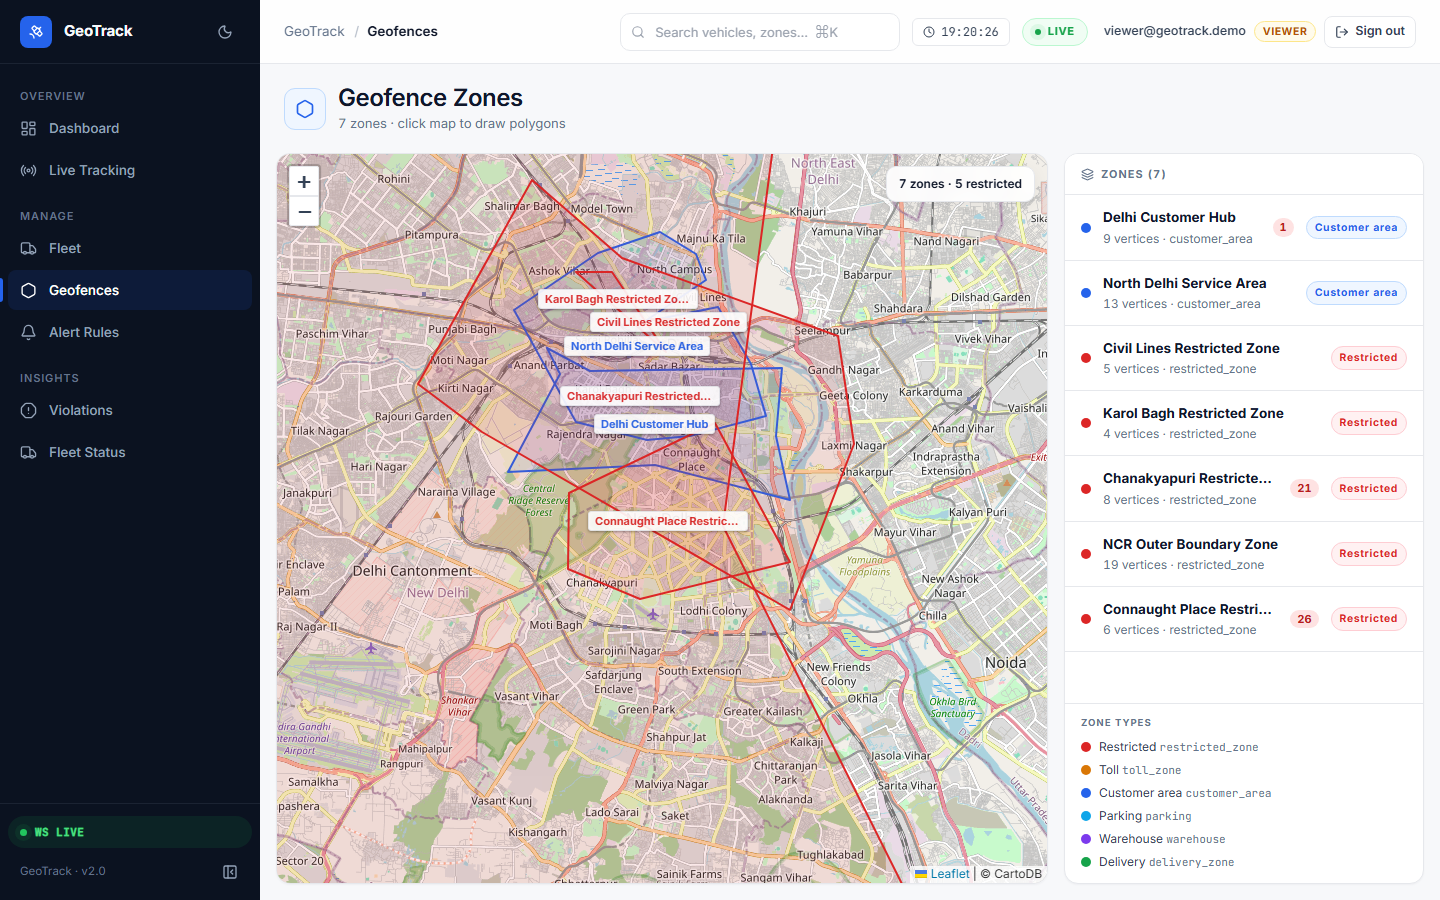 GeoTrack
OVERVIEW
Dashboard
Live Tracking
MANAGE
Fleet
Geofences
Alert Rules
INSIGHTS
Violations
Fleet Status
WS LIVE
GeoTrack · v2.0
GeoTrack / Geofences
Search vehicles, zones... ⌘K
19:20:26
LIVE
viewer@geotrack.demo
VIEWER
Sign out
Geofence Zones
7 zones · click map to draw polygons
+
−
7 zones · 5 restricted
North East
Delhi
Rohini
Shalimar Bagh
Model Town
Khajuri
Pitampura
Majnu Ka Tila
Yamuna Vihar
Nand Nagari
Ashok Vihar
North Campus
Babarpur
Karol Bagh Restricted Zo...
Lines
Dilshad Garden
Shahdara
Civil Lines Restricted Zone
Paschim Vihar
Punjabi Bagh
Seelampur
Vivek Vihar
North Delhi Service Area
Moti Nagar
Anand Parbat
Sadar Bazar
Gandhi Nagar
Kirti Nagar
Chanakyapuri Restricted...
Geeta Colony
Karkarduma
Rajouri Garden
Delhi Customer Hub
Vaishali
Tilak Nagar
Rajendra Nagar
Anand Vihar
Laxmi Nagar
Connaught
Place
Indraprastha
Extension
Hari Nagar
Shakarpur
Janakpuri
Naraina Village
Central
Ridge Reserve
Forest
Kalyan Puri
Connaught Place Restric...
Mayur Vihar
ir Enclave
Delhi Cantonment
New Delhi
Chanakyapuri
Yamuna
Floodplains
New Ashok
Nagar
Lodhi Colony
Chilla
Raj Nagar II
Moti Bagh
Sarojini Nagar
South Extension
New Friends
Colony
Noida
Safdarjung
Enclave
Shankar
Vihar
Vasant Vihar
Okhla
Okhla Bird
Sanctuary
Green Park
Greater Kailash
dira Gandhi
nternational
Airport
Mahipalpur
Shahpur Jat
Kalkaji
Jasola Vihar
Rangpuri
Chittaranjan
Park
Samalkha
Malviya Nagar
Sarita Vihar
Vasant Kunj
Alaknanda
pashera
Lado Sarai
Saket
Kishangarh
Tughlakabad
Sector 20
Sainik Farms
Sangam Vihar
Leaflet | © CartoDB
ZONES (7)
Delhi Customer Hub
9 vertices · customer_area
1
Customer area
North Delhi Service Area
13 vertices · customer_area
Customer area
Civil Lines Restricted Zone
5 vertices · restricted_zone
Restricted
Karol Bagh Restricted Zone
4 vertices · restricted_zone
Restricted
Chanakyapuri Restricte...
8 vertices · restricted_zone
21
Restricted
NCR Outer Boundary Zone
19 vertices · restricted_zone
Restricted
Connaught Place Restri...
6 vertices · restricted_zone
26
Restricted
ZONE TYPES
Restricted restricted_zone
Toll toll_zone
Customer area customer_area
Parking parking
Warehouse warehouse
Delivery delivery_zone